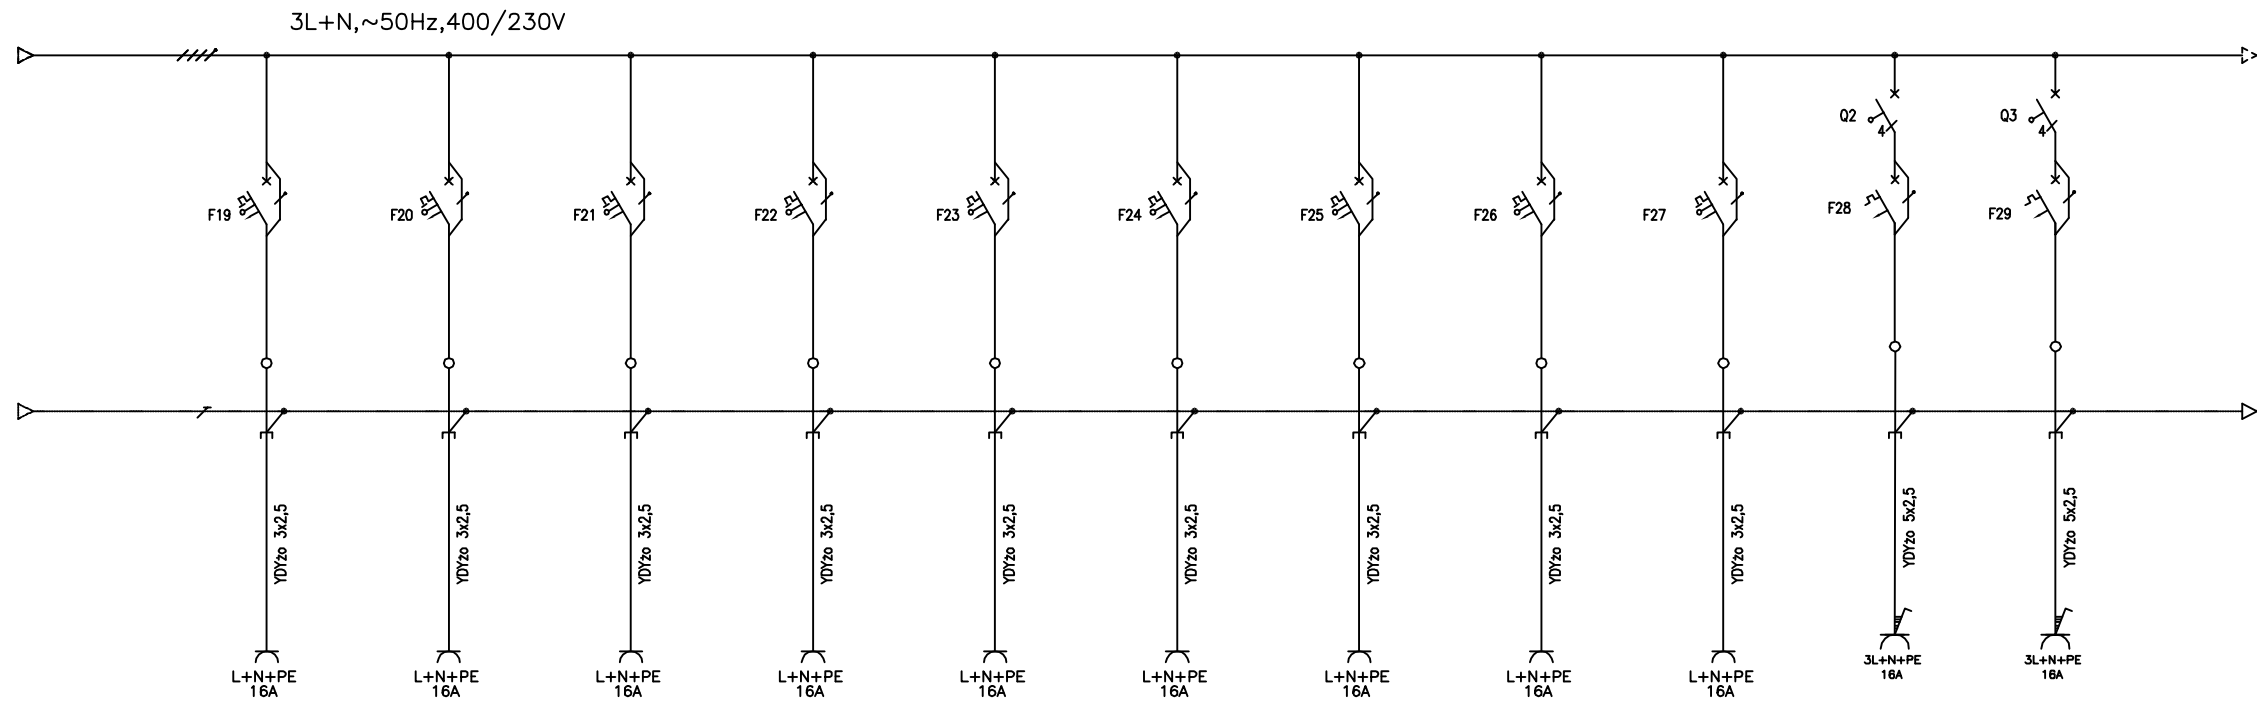 3L+N,~50Hz,400/230V
Q2
4
Q3
4
F19
F20
F21
F22
F23
F24
F25
F26
F27
F28
F29
YDYżo 3x2,5
YDYżo 3x2,5
YDYżo 3x2,5
YDYżo 3x2,5
YDYżo 3x2,5
YDYżo 3x2,5
YDYżo 3x2,5
YDYżo 3x2,5
YDYżo 3x2,5
YDYżo 5x2,5
YDYżo 5x2,5
L+N+PE
16A
L+N+PE
16A
L+N+PE
16A
L+N+PE
16A
L+N+PE
16A
L+N+PE
16A
L+N+PE
16A
L+N+PE
16A
L+N+PE
16A
3L+N+PE
16A
3L+N+PE
16A